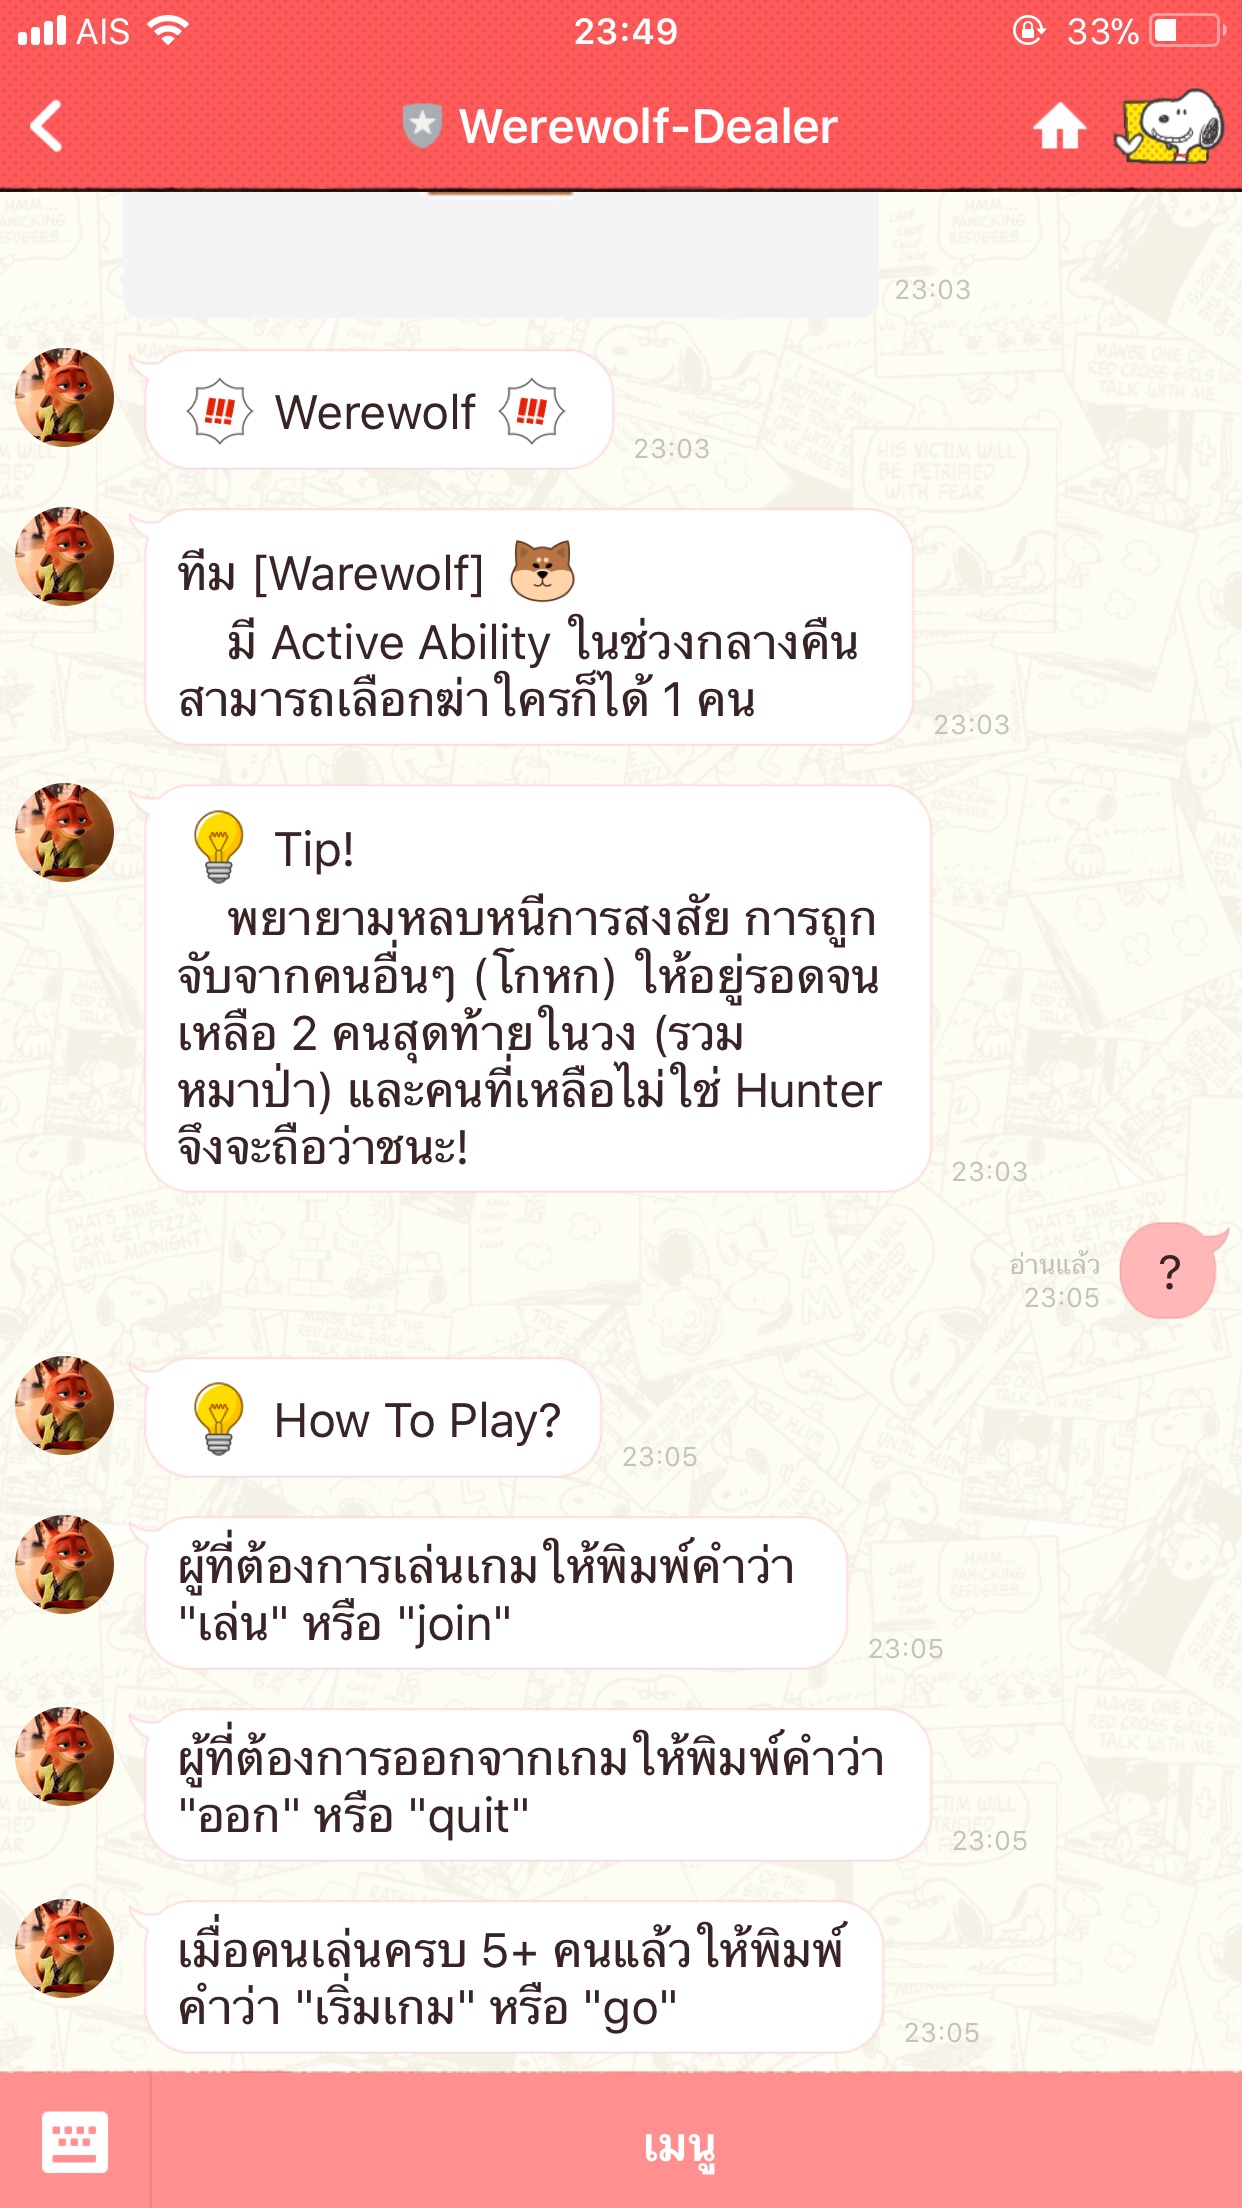 AIS
23:49
33%
Werewolf-Dealer
23:03
!!! Werewolf !!!
23:03
ทีม [Warewolf]
มี Active Ability ในช่วงกลางคืน
สามารถเลือกฆ่าใครก็ได้ 1 คน
23:03
Tip!
พยายามหลบหนีการสงสัย การถูก
จับจากคนอื่นๆ (โกหก) ให้อยู่รอดจน
เหลือ 2 คนสุดท้ายในวง (รวม
หมาป่า) และคนที่เหลือไม่ใช่ Hunter
จึงจะถือว่าชนะ!
23:03
?
อ่านแล้ว
23:05
How To Play?
23:05
ผู้ที่ต้องการเล่นเกมให้พิมพ์คำว่า
"เล่น" หรือ "join"
23:05
ผู้ที่ต้องการออกจากเกมให้พิมพ์คำว่า
"ออก" หรือ "quit"
23:05
เมื่อคนเล่นครบ 5+ คนแล้วให้พิมพ์
คำว่า "เริ่มเกม" หรือ "go"
23:05
เมนู